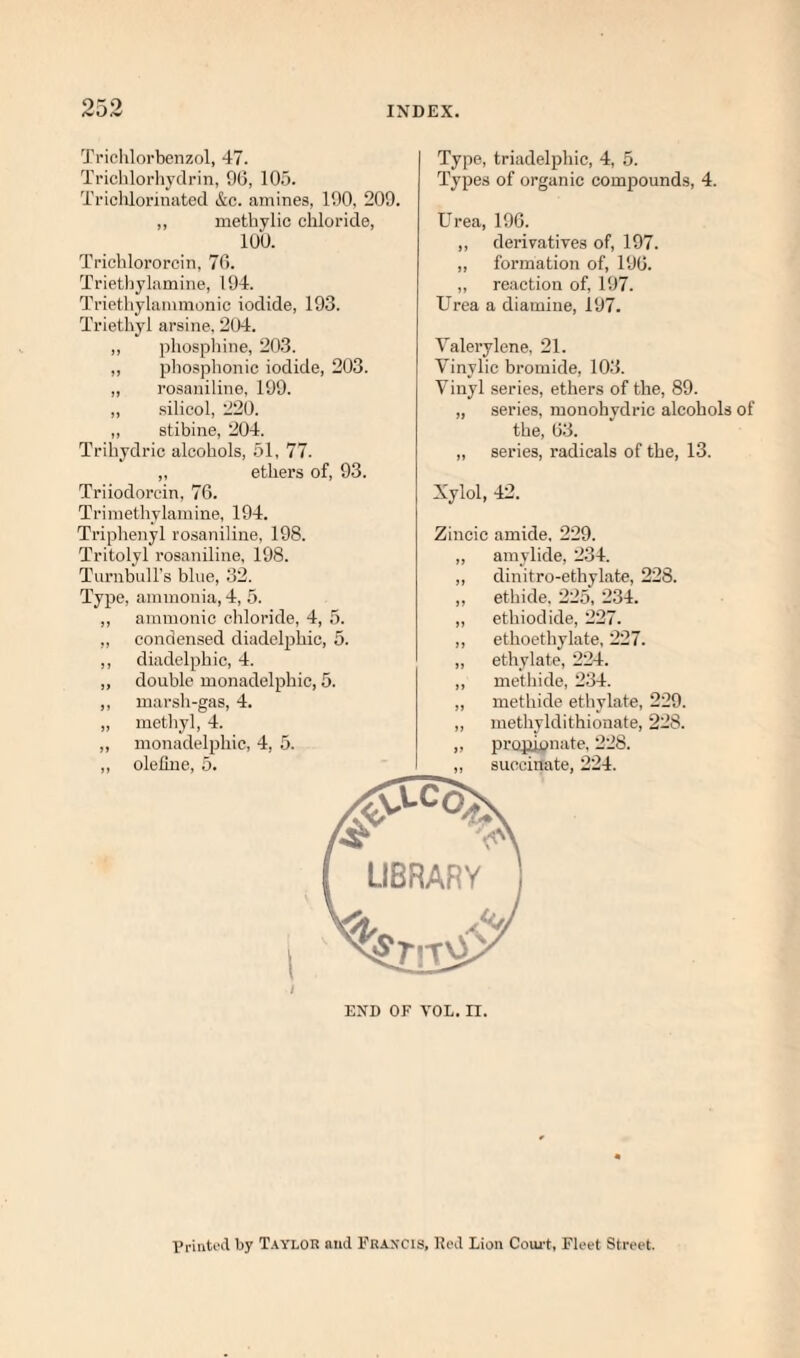 252
INDEX.
Trichlorbenzol, 47.
Trichlorhydrin, 96, 105.
Trichlorinated &c. amines, 190, 209.
„ methylic chloride,
100.
Trichlororcin, 76.
Triethylamine, 194.
Triethylammonic iodide, 193.
Triethyl arsine, 204.
„ phosphine, 203.
„ phosphonic iodide, 203.
„ rosaniline, 199.
„ silicol, 220.
„ stibine, 204.
Trihydric alcohols, 51, 77.
„ ethers of, 93.
Triiodorcin, 76.
Trimethylamine, 194.
Triphenyl rosaniline, 198.
Tritolyl rosaniline, 198.
Turnbull's blue, 32.
Type, ammonia, 4, 5.
„ ammonic chloride, 4, 5.
„ condensed diadelphic, 5.
„ diadelphic, 4.
„ double monadelphic, 5.
„ marsh-gas, 4.
„ methyl, 4.
„ monadelphic, 4, 5.
„ olefine, 5.
Type, triadelphic, 4, 5.
Types of organic compounds, 4.
Urea, 196.
„ derivatives of, 197.
„ formation of, 196.
„ reaction of, 197.
Urea a diamine, 197.
Valerylene, 21.
Vinylic bromide, 103.
Vinyl series, ethers of the, 89.
„ series, monohydric alcohols of
the, 63.
„ series, radicals of the, 13.
Xylol, 42.
Zincic amide, 229.
„ amylide, 234.
„ dinitro-ethylate, 228.
„ ethide, 225, 234.
„ ethiodide, 227.
„ ethoethylate, 227.
„ ethylate, 224.
„ methide, 234.
„ methide ethylate, 229.
„ methyldithionate, 228.
„ propionate, 228.
„ succinate, 224.
LIBRARY
END OF VOL. II.
Printed by TAYLOR and FRANCIS, Red Lion Court, Fleet Street.